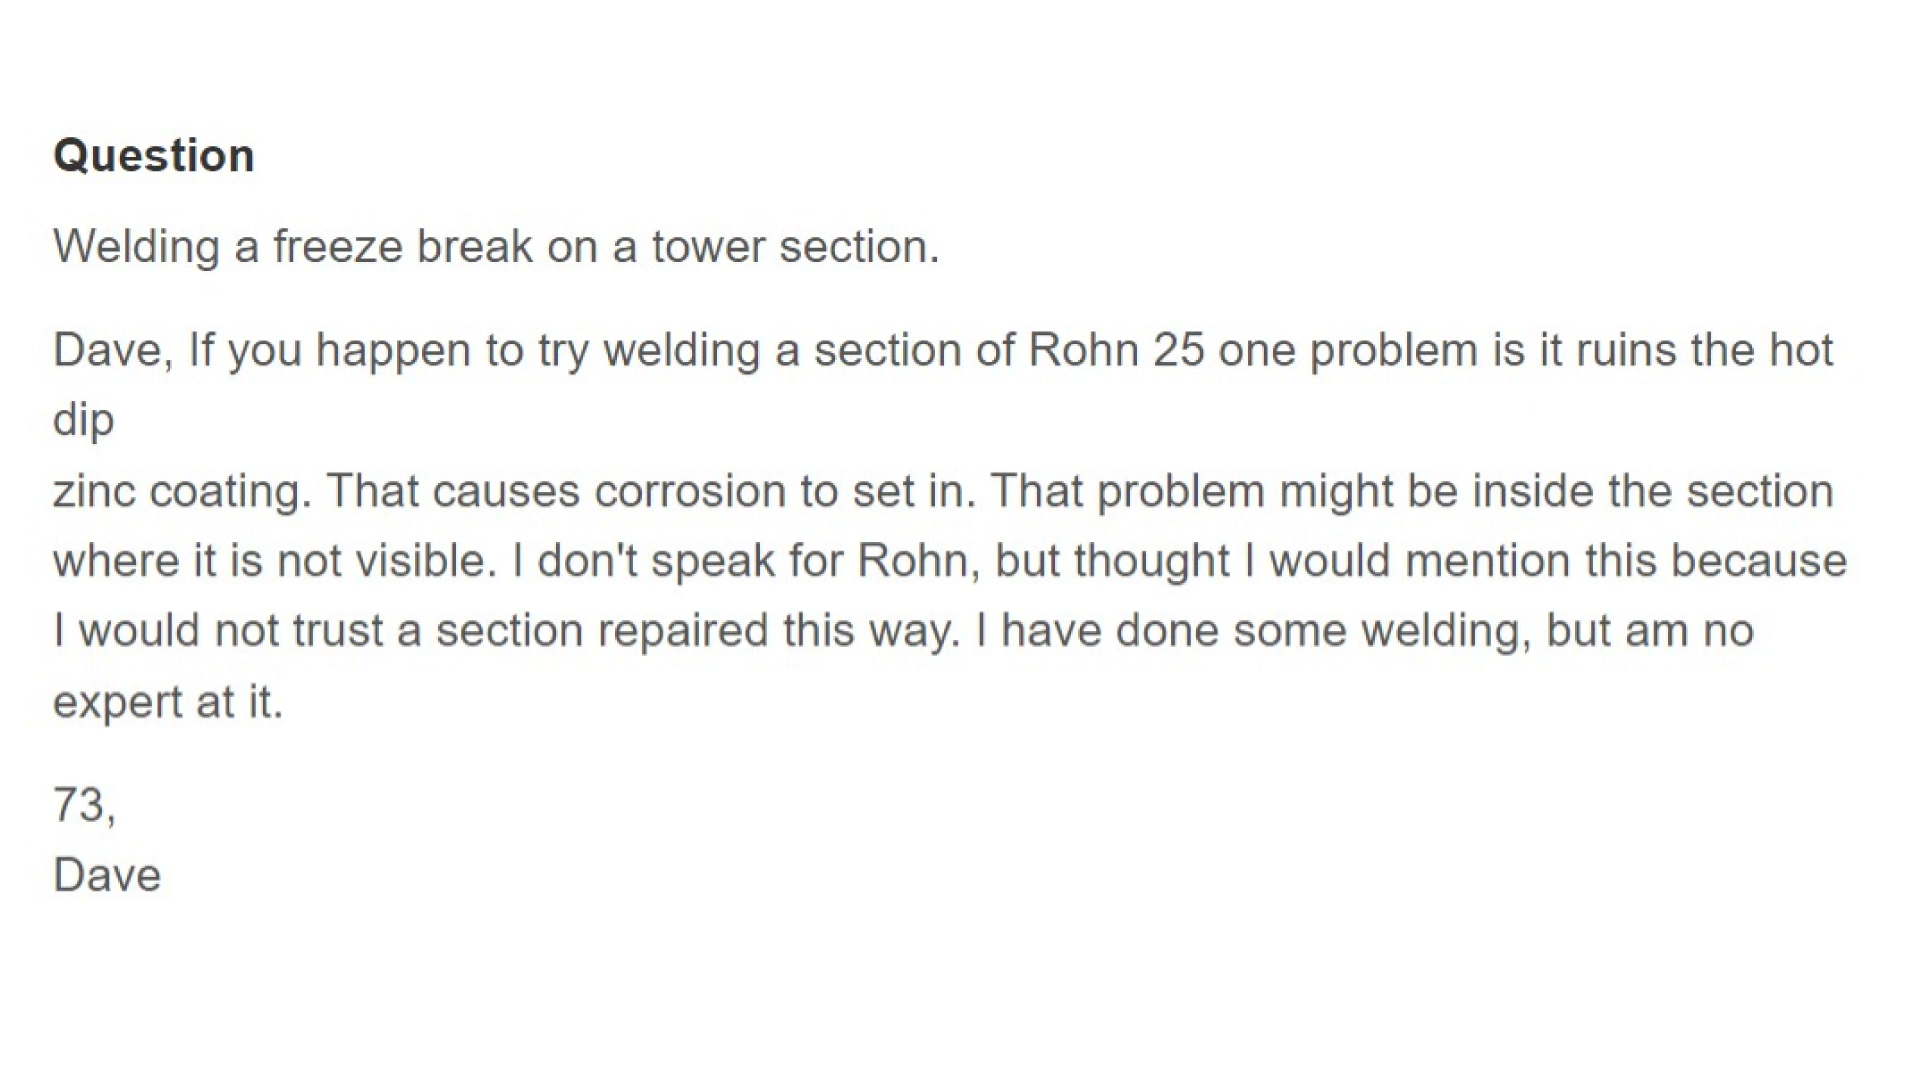 Question
Welding a freeze break on a tower section.
Dave, If you happen to try welding a section of Rohn 25 one problem is it ruins the hot
dip
zinc coating. That causes corrosion to set in. That problem might be inside the section
where it is not visible. I don't speak for Rohn, but thought I would mention this because
I would not trust a section repaired this way. I have done some welding, but am no
expert at it.
73,
Dave